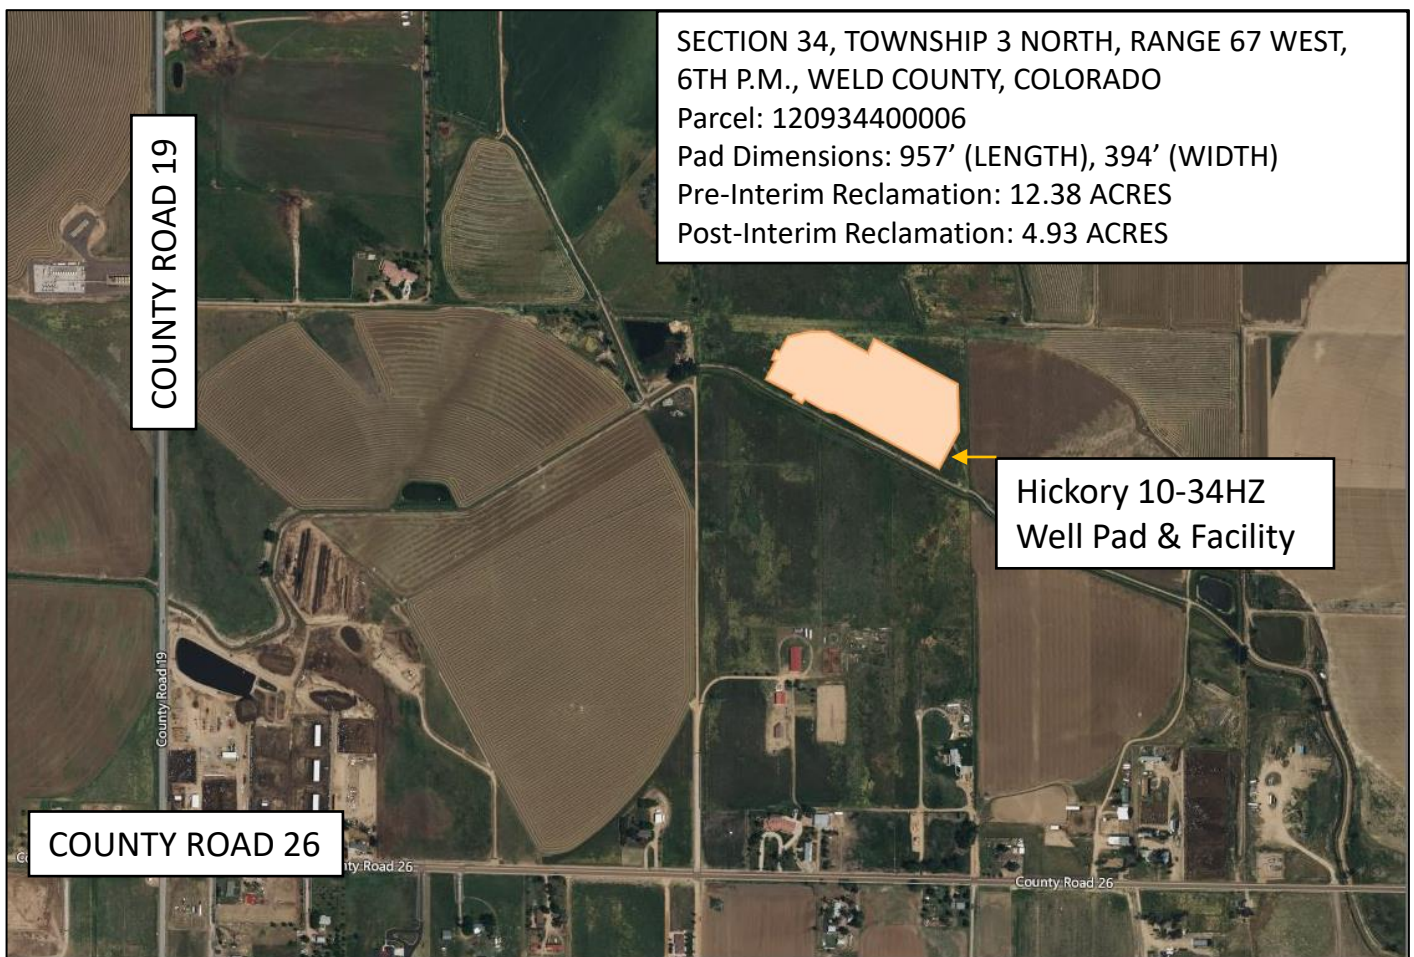 SECTION 34, TOWNSHIP 3 NORTH, RANGE 67 WEST,
6TH P.M., WELD COUNTY, COLORADO
Parcel: 120934400006
Pad Dimensions: 957’ (LENGTH), 394’ (WIDTH)
Pre-Interim Reclamation: 12.38 ACRES
Post-Interim Reclamation: 4.93 ACRES
COUNTY ROAD 19
Hickory 10-34HZ
Well Pad & Facility
County Road 19
COUNTY ROAD 26
Road 26
County Road 26